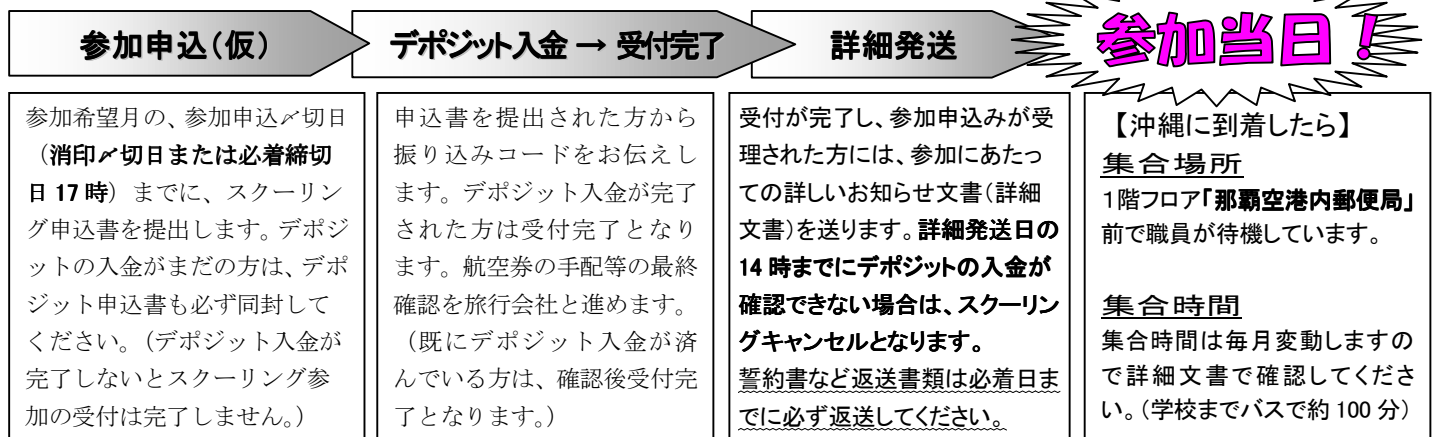 参加申込(仮)
デポジット入金 → 受付完了
詳細発送
参加当日！
参加希望月の、参加申込〆切日
（消印〆切日または必着締切
日 17 時）までに、スクーリン
グ申込書を提出します。デポジ
ットの入金がまだの方は、デポ
ジット申込書も必ず同封して
ください。（デポジット入金が
完了しないとスクーリング参
加の受付は完了しません。）
申込書を提出された方から
振り込みコードをお伝えし
ます。デポジット入金が完了
された方は受付完了となり
ます。航空券の手配等の最終
確認を旅行会社と進めます。
（既にデポジット入金が済
んでいる方は、確認後受付完
了となります。）
受付が完了し、参加申込みが受
理された方には、参加にあたっ
ての詳しいお知らせ文書(詳細
文書)を送ります。詳細発送日の
14 時までにデポジットの入金が
確認できない場合は、スクーリン
グキャンセルとなります。
誓約書など返送書類は必着日ま
でに必ず返送してください。
【沖縄に到着したら】
集合場所
1階フロア「那覇空港内郵便局」
前で職員が待機しています。
集合時間
集合時間は毎月変動しますの
で詳細文書で確認してくださ
い。(学校までバスで約 100 分)